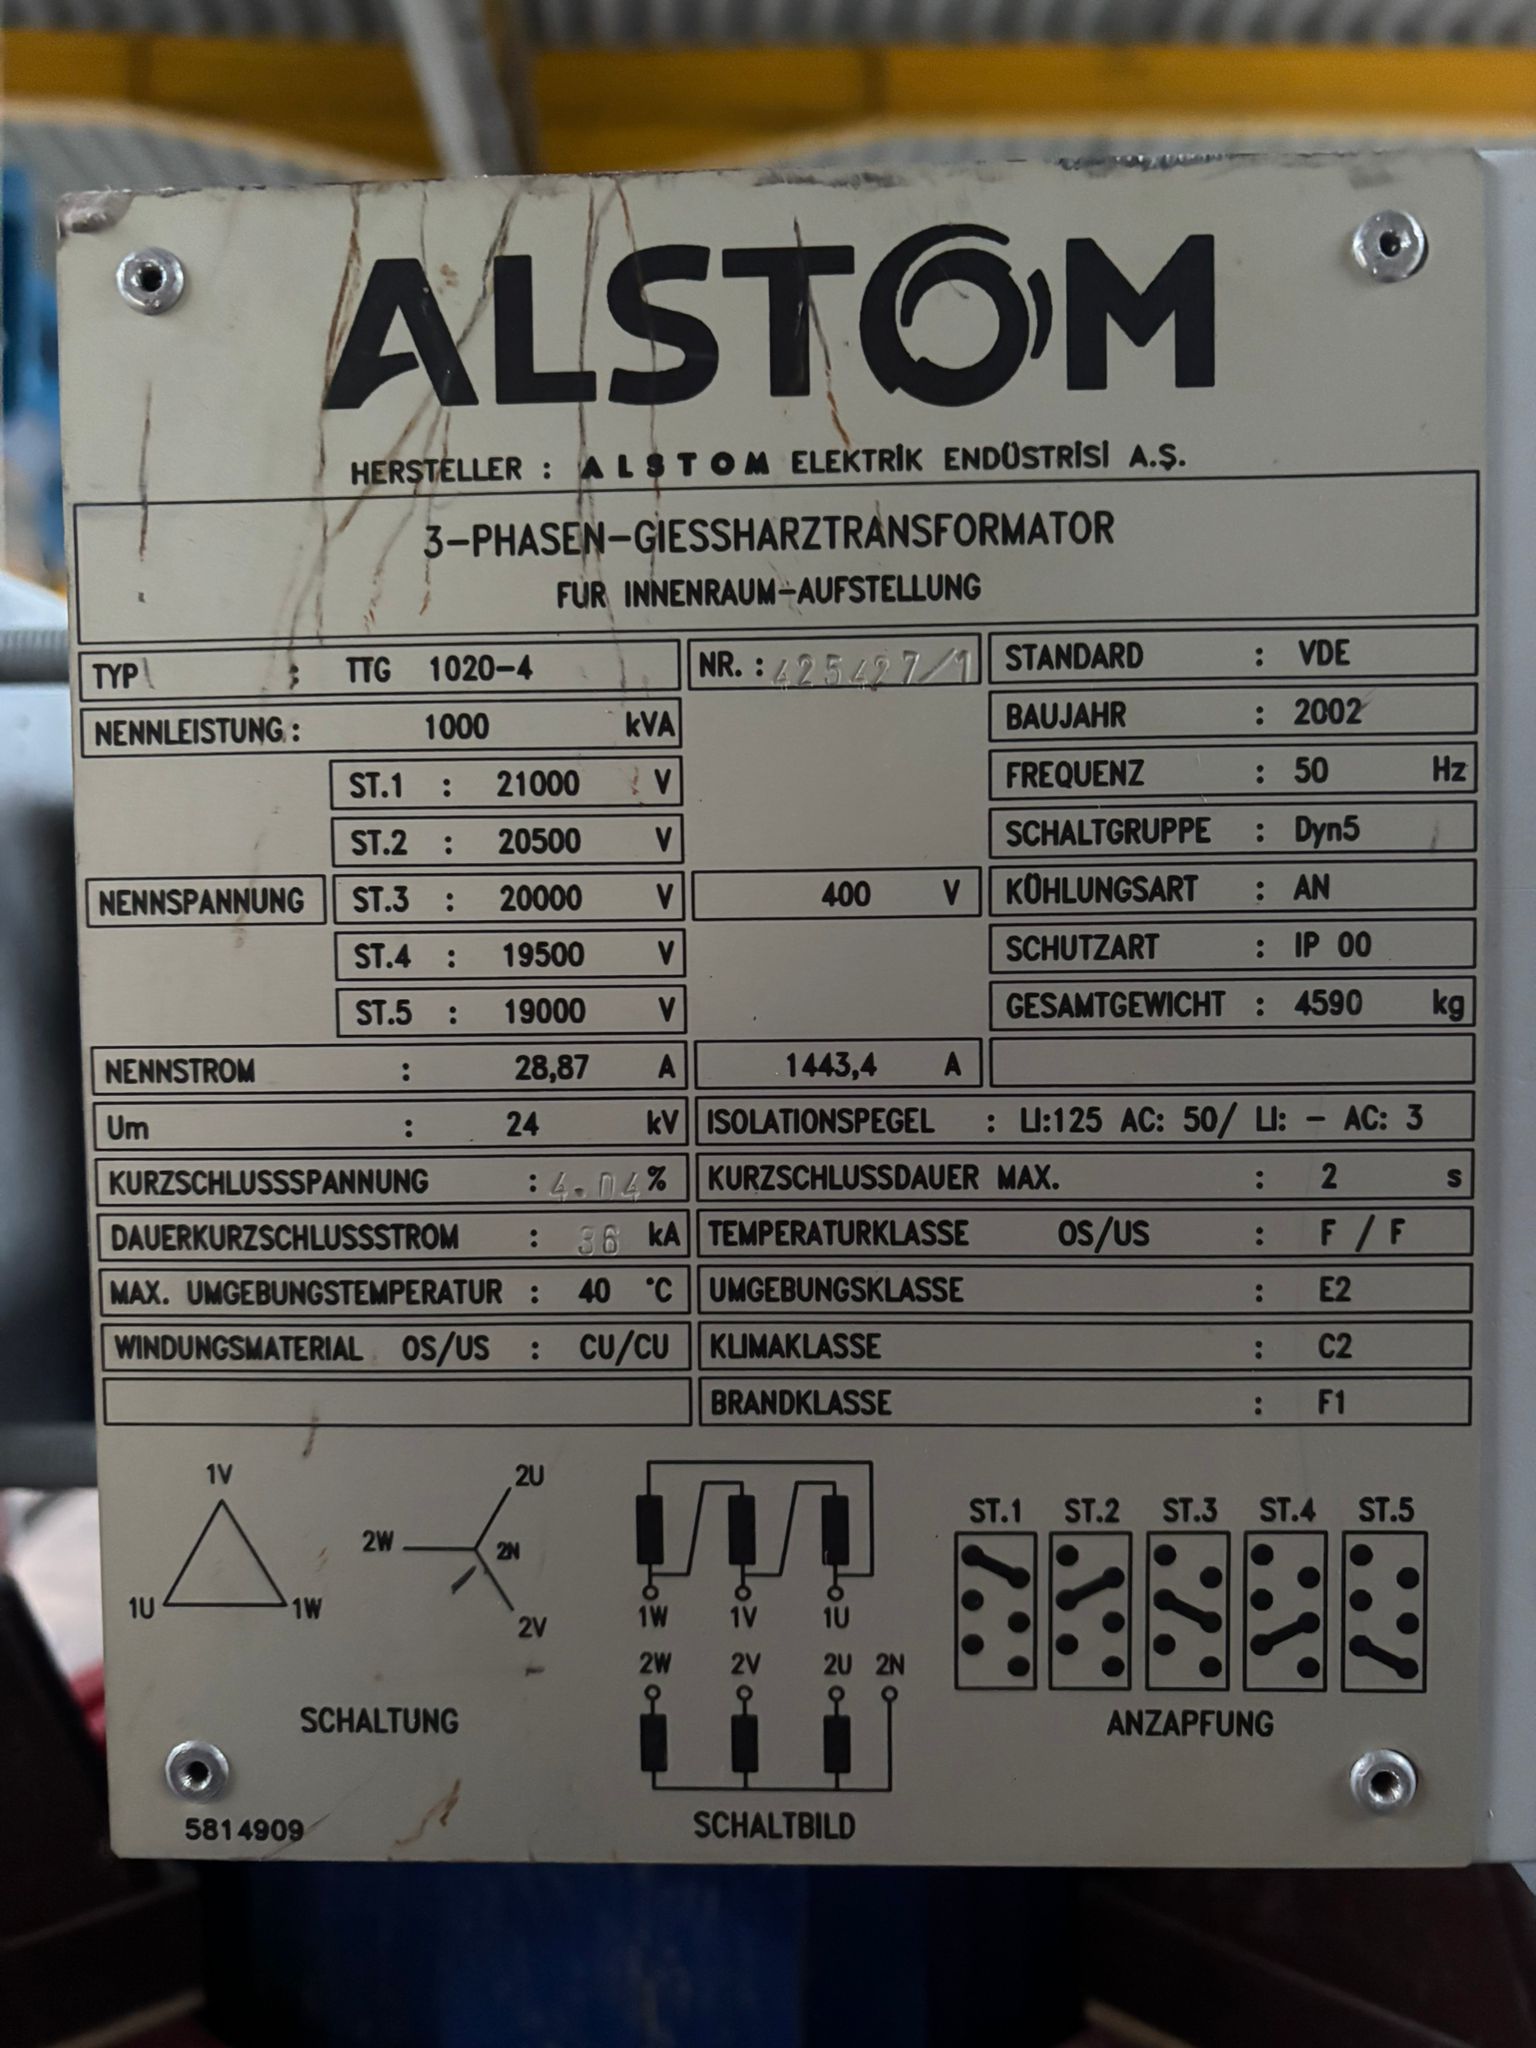 ALSTOM
HERSTELLER : ALSTOM ELEKTRİK ENDÜSTRİSİ A.Ş.
3-PHASEN-GIESSHARZTRANSFORMATOR
FUR INNENRAUM-AUFSTELLUNG
TYP : TTG 1020-4
NR. : 425427/1
STANDARD : VDE
NENNLEISTUNG : 1000 kVA
BAUJAHR : 2002
ST.1 : 21000 V
FREQUENZ : 50 Hz
ST.2 : 20500 V
SCHALTGRUPPE : Dyn5
NENNSPANNUNG ST.3 : 20000 V 400 V
KÜHLUNGSART : AN
ST.4 : 19500 V
SCHUTZART : IP 00
ST.5 : 19000 V
GESAMTGEWICHT : 4590 kg
NENNSTROM : 28,87 A 1443,4 A
Um : 24 kV
ISOLATIONSPEGEL : LI:125 AC: 50/ LI: - AC: 3
KURZSCHLUSSSPANNUNG : 4.04 %
KURZSCHLUSSDAUER MAX. : 2 s
DAUERKURZSCHLUSSSTROM : 36 kA
TEMPERATURKLASSE OS/US : F / F
MAX. UMGEBUNGSTEMPERATUR : 40 °C
UMGEBUNGSKLASSE : E2
WINDUNGSMATERIAL OS/US : CU/CU
KLIMAKLASSE : C2
BRANDKLASSE : F1
1V
1U 1W
2U
2W 2N
2V
SCHALTUNG
1W 1V 1U
2W 2V 2U 2N
SCHALTBILD
ST.1 ST.2 ST.3 ST.4 ST.5
ANZAPFUNG
5814909